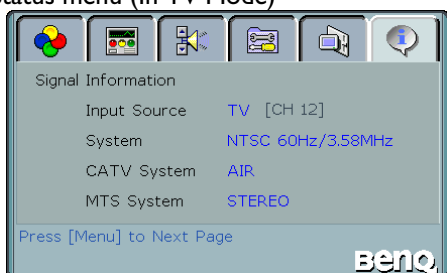 Status menu (in TV Mode)
Signal Information
Input Source TV [CH 12]
System NTSC 60Hz/3.58MHz
CATV System AIR
MTS System STEREO
Press [Menu] to Next Page
BenQ